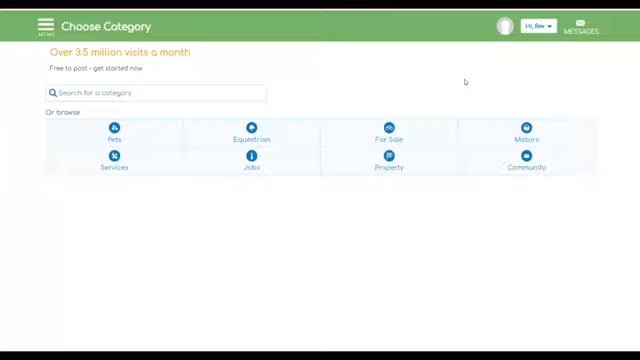 MENU
Choose Category
Hi, Rex
MESSAGES
Over 3.5 million visits a month
Free to post - get started now
Search for a category
Or browse:
Pets
Equestrian
For Sale
Motors
Services
Jobs
Property
Community